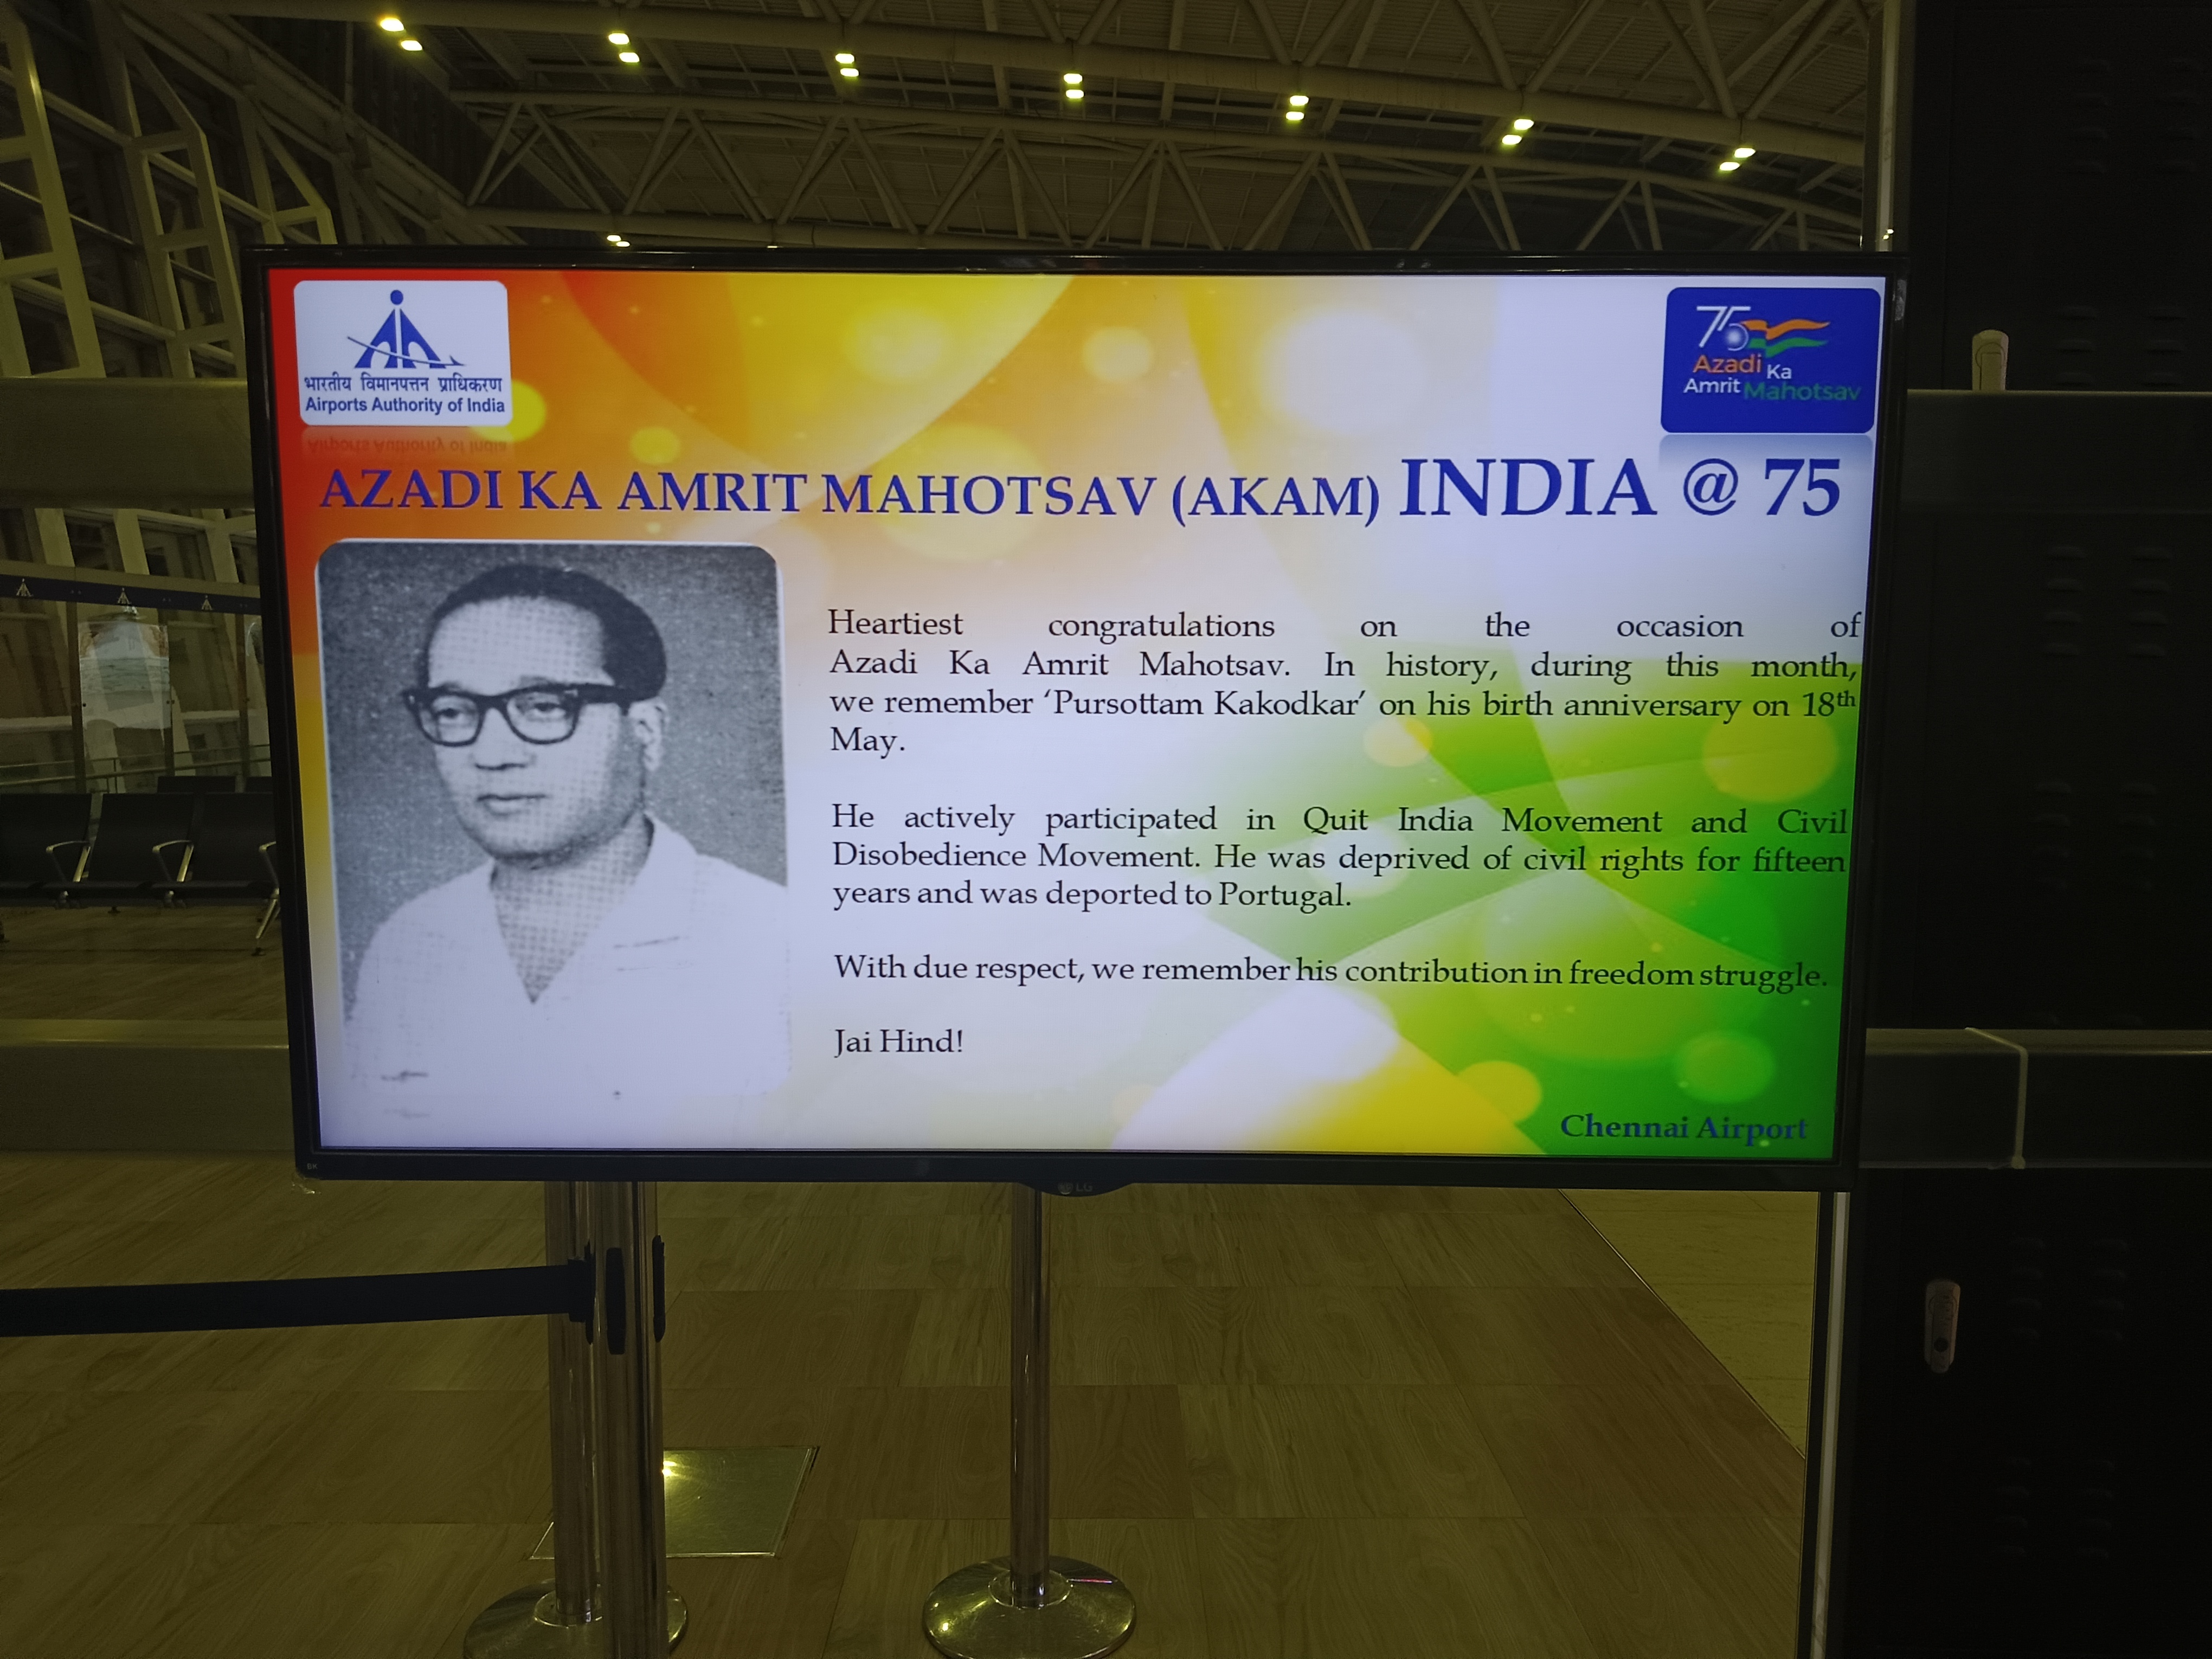 भारतीय विमानपत्तन प्राधिकरण
Airports Authority of India
75
Azadi Ka
Amrit Mahotsav
AZADI KA AMRIT MAHOTSAV (AKAM) INDIA @ 75
Heartiest congratulations on the occasion of
Azadi Ka Amrit Mahotsav. In history, during this month,
we remember ‘Pursottam Kakodkar’ on his birth anniversary on 18th
May.
He actively participated in Quit India Movement and Civil
Disobedience Movement. He was deprived of civil rights for fifteen
years and was deported to Portugal.
With due respect, we remember his contribution in freedom struggle.
Jai Hind!
Chennai Airport
LG